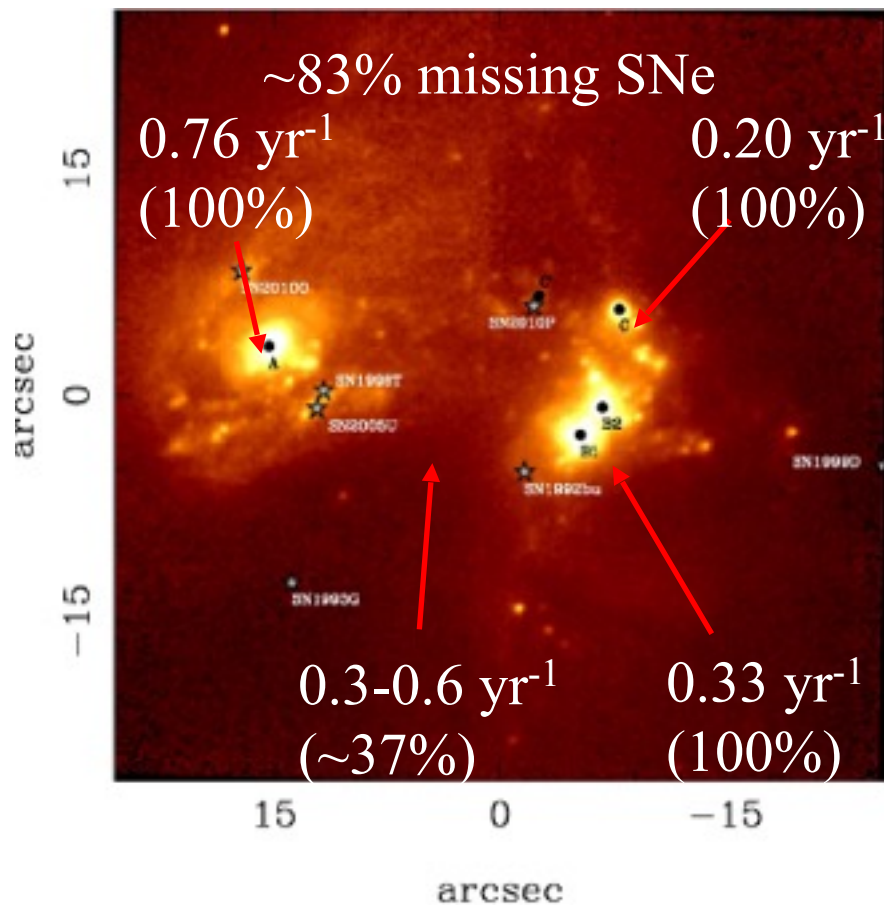 ~83% missing SNe
0.76 yr-1
(100%)
0.20 yr-1
(100%)
SN2010O
C'
SN2010P
C
A
SN1998T
SN2005U
B2
B1
SN1992bu
SN1999D
SN1993G
0.3-0.6 yr-1
(~37%)
0.33 yr-1
(100%)
15
0
−15
arcsec
15
0
−15
arcsec